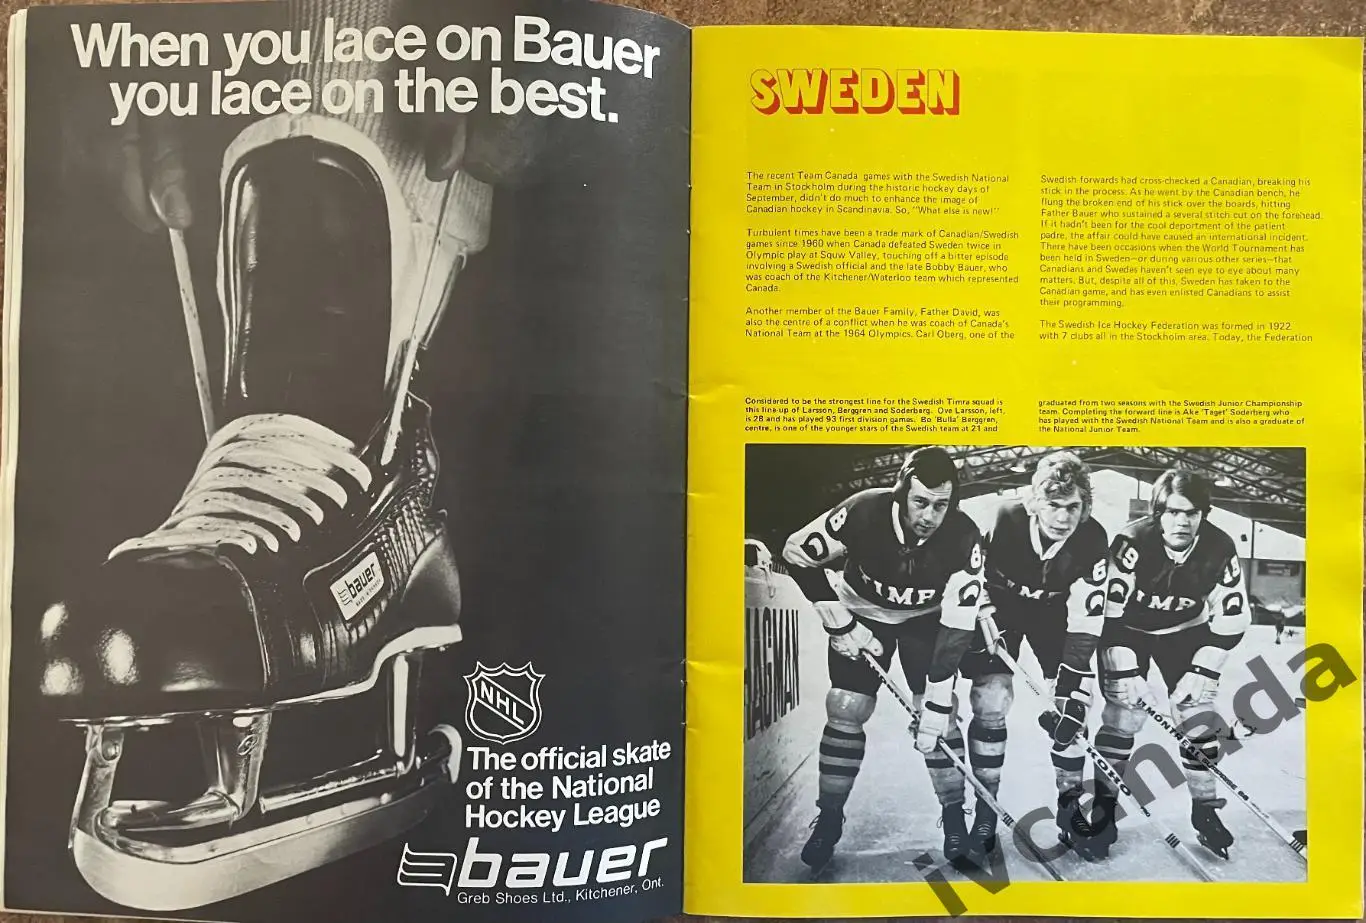 When you lace on Bauer
you lace on the best.
bauer
NHL
The official skate
of the National
Hockey League
bauer
Greb Shoes Ltd., Kitchener, Ont.
SWEDEN
The recent Team Canada games with the Swedish National
Team in Stockholm during the historic hockey days of
September, didn't do much to enhance the image of
Canadian hockey in Scandinavia. So, "What else is new!"
Turbulent times have been a trade mark of Canadian/Swedish
games since 1960 when Canada defeated Sweden twice in
Olympic play at Squw Valley, touching off a bitter episode
involving a Swedish official and the late Bobby Bauer, who
was coach of the Kitchener/Waterloo team which represented
Canada.
Another member of the Bauer Family, Father David, was
also the centre of a conflict when he was coach of Canada's
National Team at the 1964 Olympics. Carl Oberg, one of the
Swedish forwards had cross-checked a Canadian, breaking his
stick in the process. As he went by the Canadian bench, he
flung the broken end of his stick over the boards, hitting
Father Bauer who sustained a several stitch cut on the forehead.
If it hadn't been for the cool deportment of the patient
padre, the affair could have caused an international incident.
There have been occasions when the World Tournament has
been held in Sweden—or during various other series—that
Canadians and Swedes haven't seen eye to eye about many
matters. But, despite all of this, Sweden has taken to the
Canadian game, and has even enlisted Canadians to assist
their programming.
The Swedish Ice Hockey Federation was formed in 1922
with 7 clubs all in the Stockholm area. Today, the Federation
Considered to be the strongest line for the Swedish Timra squad is
this line-up of Larsson, Berggren and Soderberg. Ove Larsson, left,
is 28 and has played 93 first division games. Bo 'Bulla' Berggren,
centre, is one of the younger stars of the Swedish team at 21 and
graduated from two seasons with the Swedish Junior Championship
team. Completing the forward line is Ake 'Taget' Soderberg who
has played with the Swedish National Team and is also a graduate of
the National Junior Team.
8 8
TIMR
6 6
TIMR
19 19
TIMR
HAGMAN
KOHO
MONTREAL
ivcanada